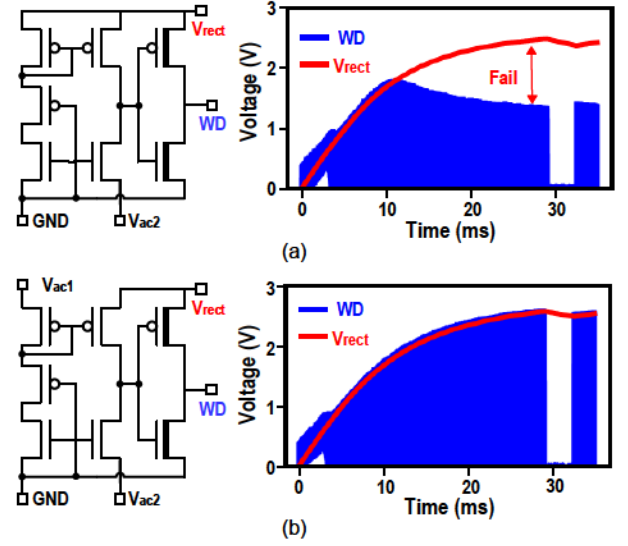 Vrect
WD
GND
Vac2
3
2
1
0
Voltage (V)
WD
Vrect
Fail
0
10
20
30
Time (ms)
(a)
Vac1
Vrect
WD
GND
Vac2
3
2
1
0
Voltage (V)
WD
Vrect
0
10
20
30
Time (ms)
(b)